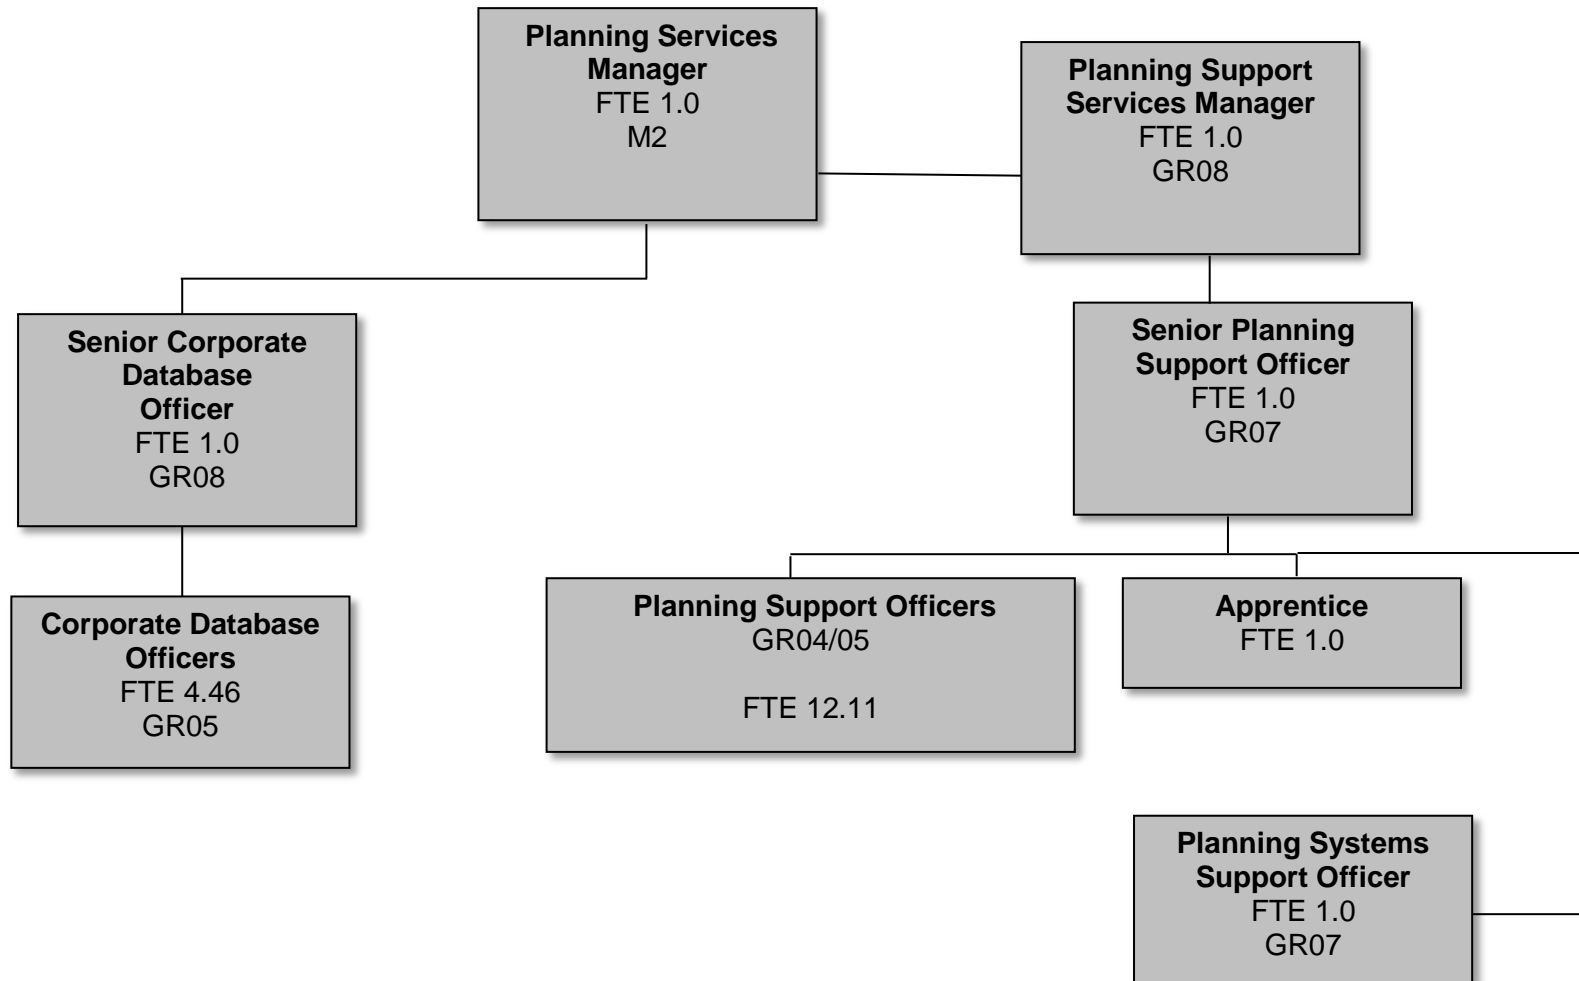 Planning Services
Manager
FTE 1.0
M2
Planning Support
Services Manager
FTE 1.0
GR08
Senior Corporate
Database
Officer
FTE 1.0
GR08
Senior Planning
Support Officer
FTE 1.0
GR07
Corporate Database
Officers
FTE 4.46
GR05
Planning Support Officers
GR04/05
FTE 12.11
Apprentice
FTE 1.0
Planning Systems
Support Officer
FTE 1.0
GR07